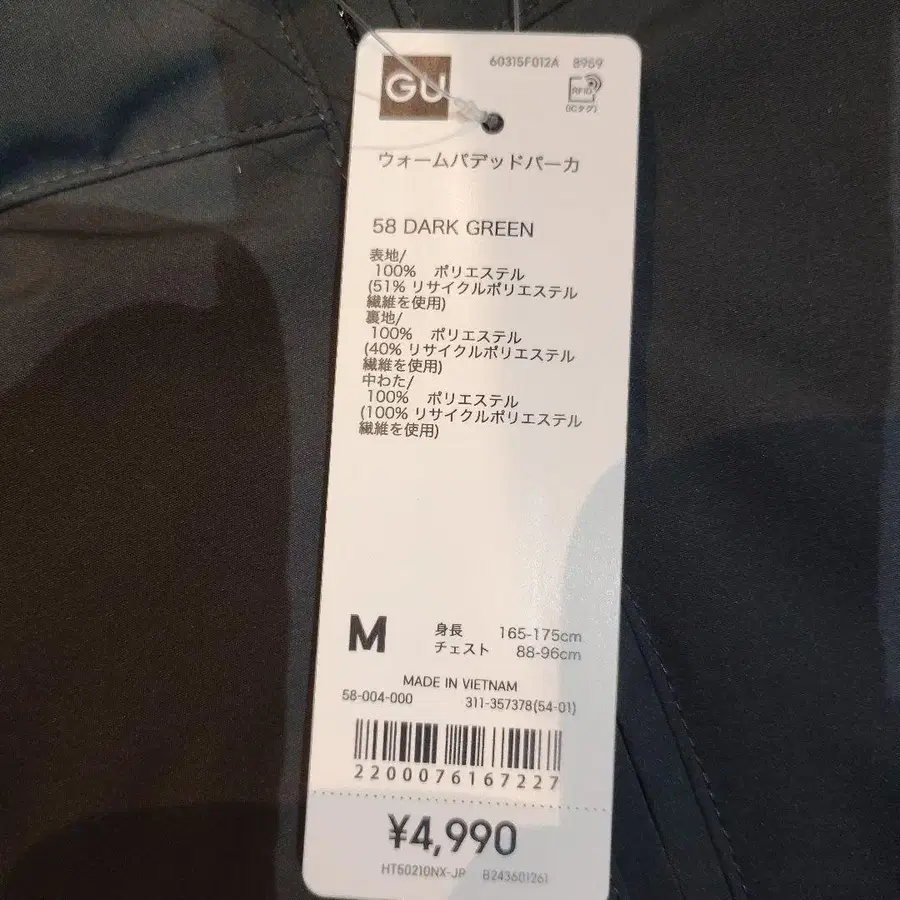 GU
60315F012A 8959
RFID
(ICタグ)
ウォームパデッドパーカ
58 DARK GREEN
表地/
100% ポリエステル
(51% リサイクルポリエステル
繊維を使用)
裏地/
100% ポリエステル
(40% リサイクルポリエステル
繊維を使用)
中わた/
100% ポリエステル
(100% リサイクルポリエステル
繊維を使用)
M
身長 165-175cm
チェスト 88-96cm
MADE IN VIETNAM
58-004-000 311-357378(54-01)
2200076167227
¥4,990
HT50210NX-JP B243601261